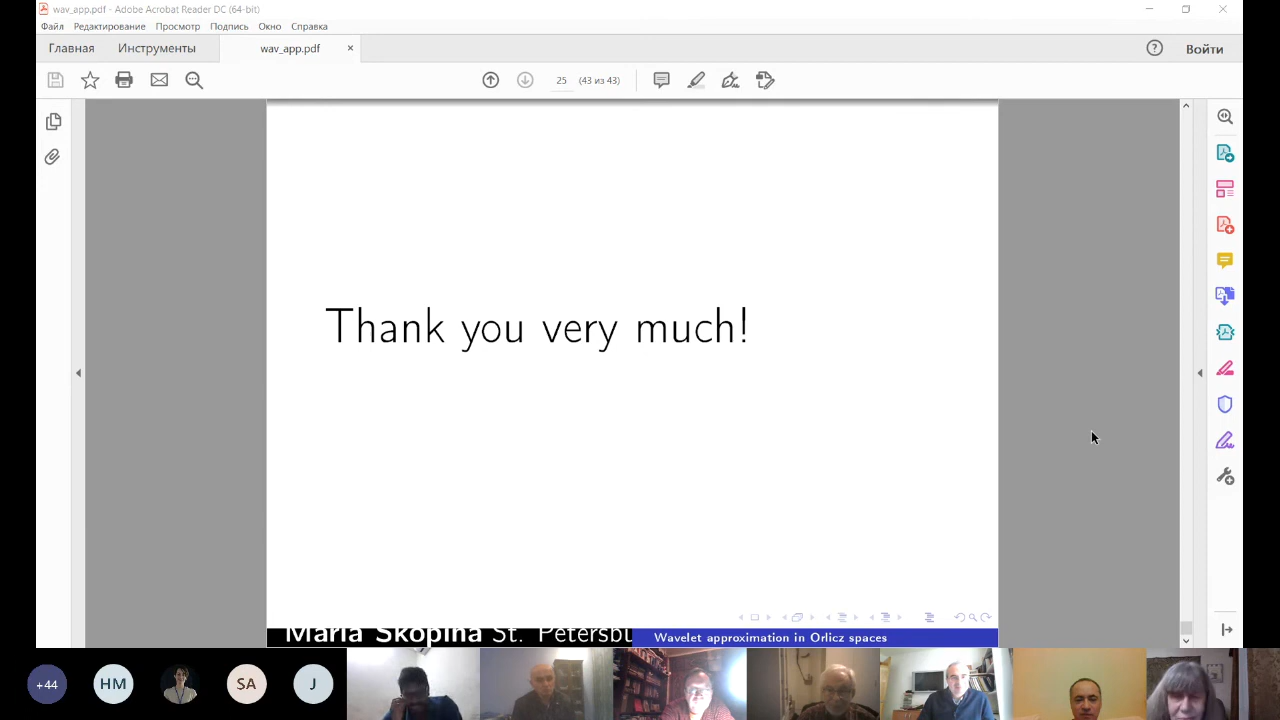 wav_app.pdf - Adobe Acrobat Reader DC (64-bit)
Файл Редактирование Просмотр Подпись Окно Справка
Главная Инструменты wav_app.pdf × Войти
25 (43 из 43)
Thank you very much!
Maria Skopina St. Petersbu
Wavelet approximation in Orlicz spaces
+44 HM SA J